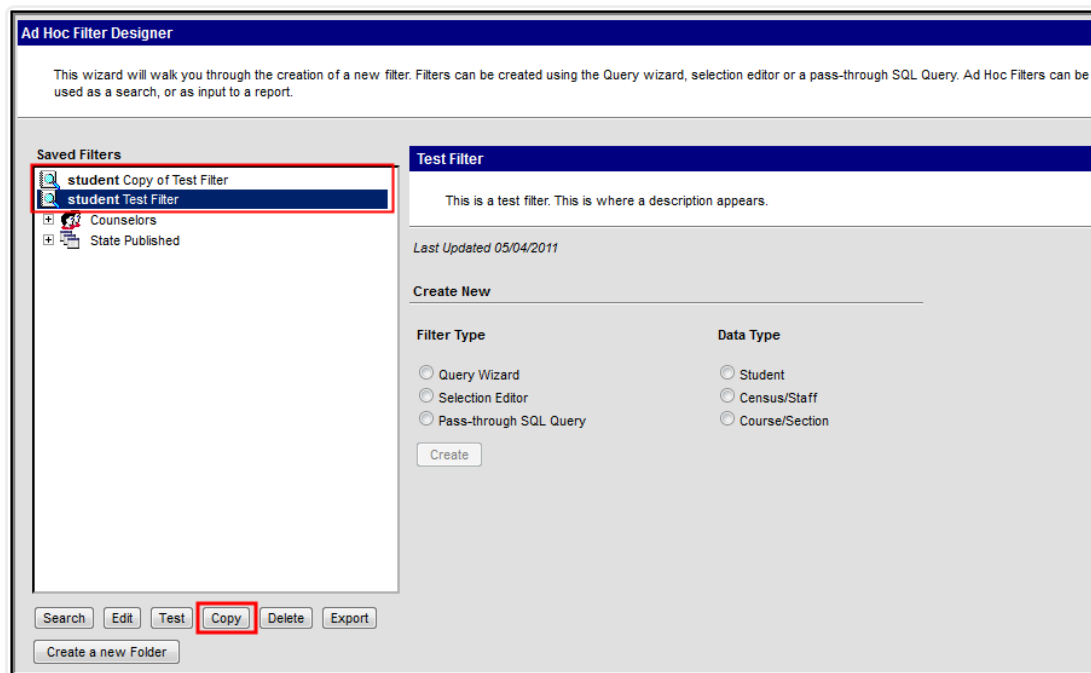 Ad Hoc Filter Designer
This wizard will walk you through the creation of a new filter. Filters can be created using the Query wizard, selection editor or a pass-through SQL Query. Ad Hoc Filters can be
used as a search, or as input to a report.
Saved Filters
student Copy of Test Filter
student Test Filter
Counselors
State Published
Search Edit Test Copy Delete Export
Create a new Folder
Test Filter
This is a test filter. This is where a description appears.
Last Updated 05/04/2011
Create New
Filter Type
Query Wizard
Selection Editor
Pass-through SQL Query
Create
Data Type
Student
Census/Staff
Course/Section